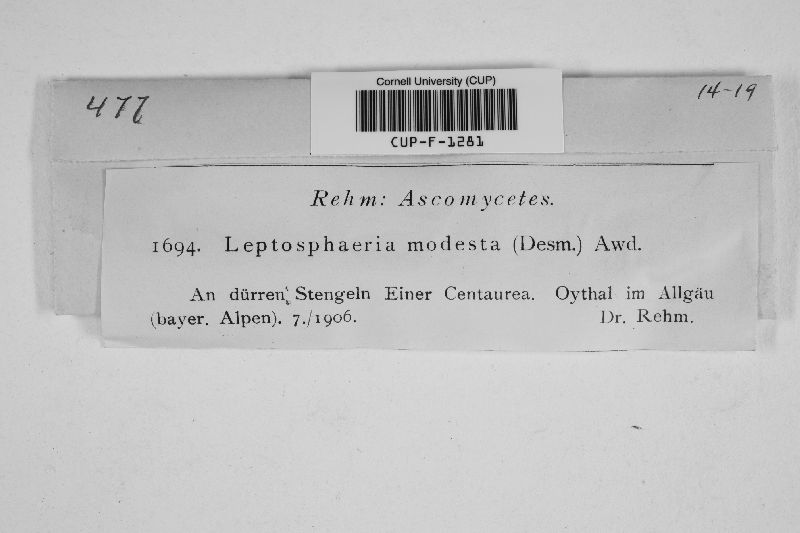 Cornell University (CUP)
CUP-F-1281
477
14-19
Rehm: Ascomycetes.
1694. Leptosphaeria modesta (Desm.) Awd.
An dürren Stengeln Einer Centaurea. Oythal im Allgäu
(bayer. Alpen). 7./1906. Dr. Rehm.